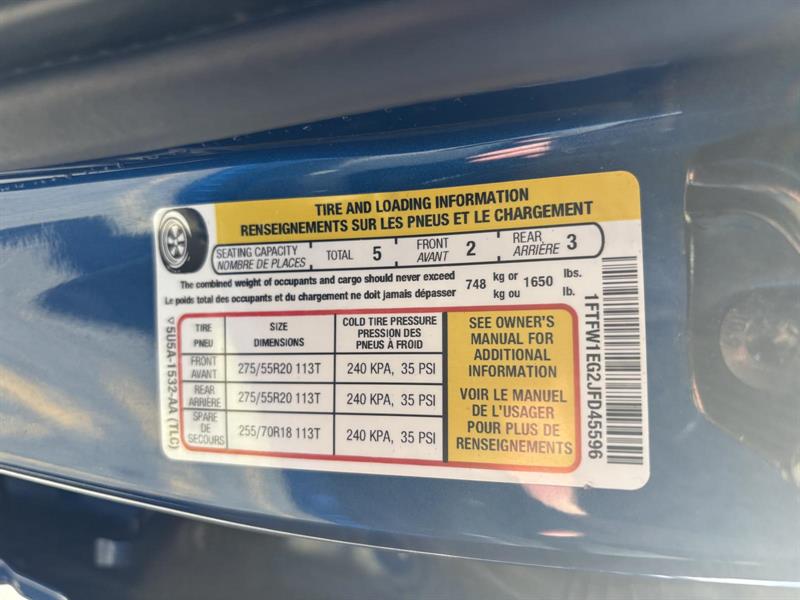 TIRE AND LOADING INFORMATION
RENSEIGNEMENTS SUR LES PNEUS ET LE CHARGEMENT
SEATING CAPACITY TOTAL 5 FRONT 2 REAR 3
NOMBRE DE PLACES AVANT ARRIÈRE
The combined weight of occupants and cargo should never exceed 748 kg or 1650 lbs.
Le poids total des occupants et du chargement ne doit jamais dépasser kg ou lb.
TIRE SIZE COLD TIRE PRESSURE
PNEU DIMENSIONS PRESSION DES
PNEUS À FROID
FRONT
AVANT 275/55R20 113T 240 KPA, 35 PSI
REAR
ARRIÈRE 275/55R20 113T 240 KPA, 35 PSI
SPARE
DE
SECOURS 255/70R18 113T 240 KPA, 35 PSI
SEE OWNER'S
MANUAL FOR
ADDITIONAL
INFORMATION
VOIR LE MANUEL
DE L'USAGER
POUR PLUS DE
RENSEIGNEMENTS
5U5A-1532-AA (TLC)
1FTFW1EG2JFD45596